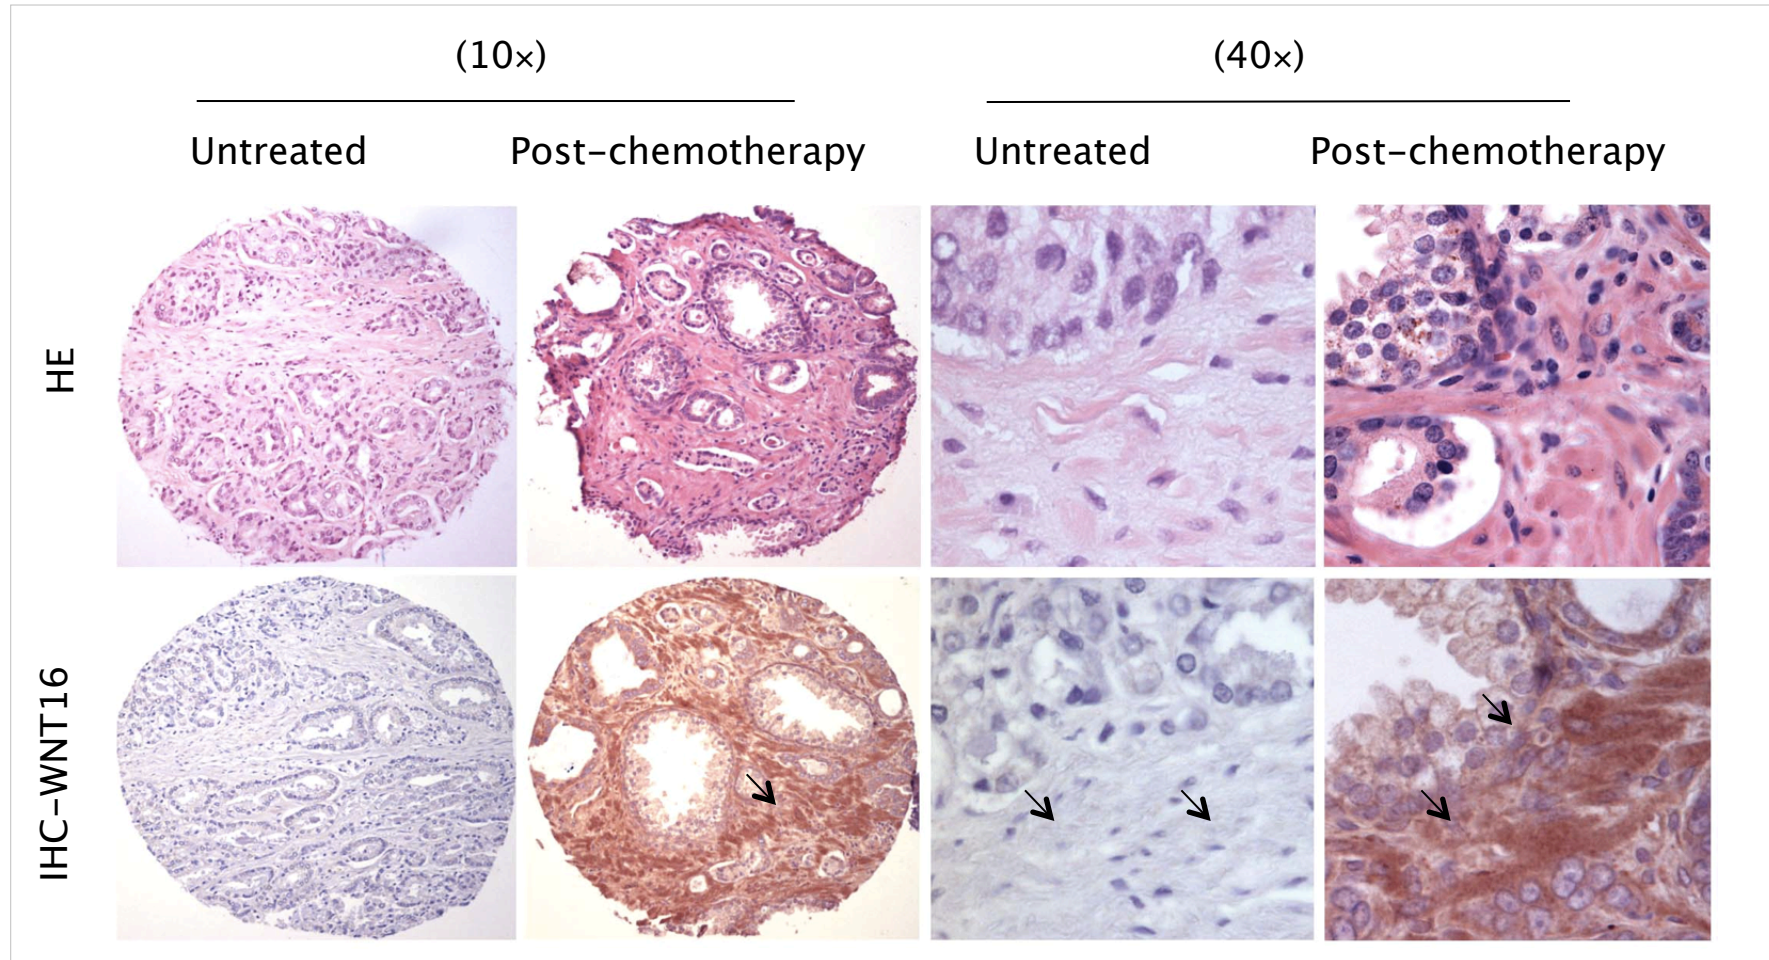 (10×)
(40×)
Untreated
Post–chemotherapy
Untreated
Post–chemotherapy
HE
IHC–WNT16